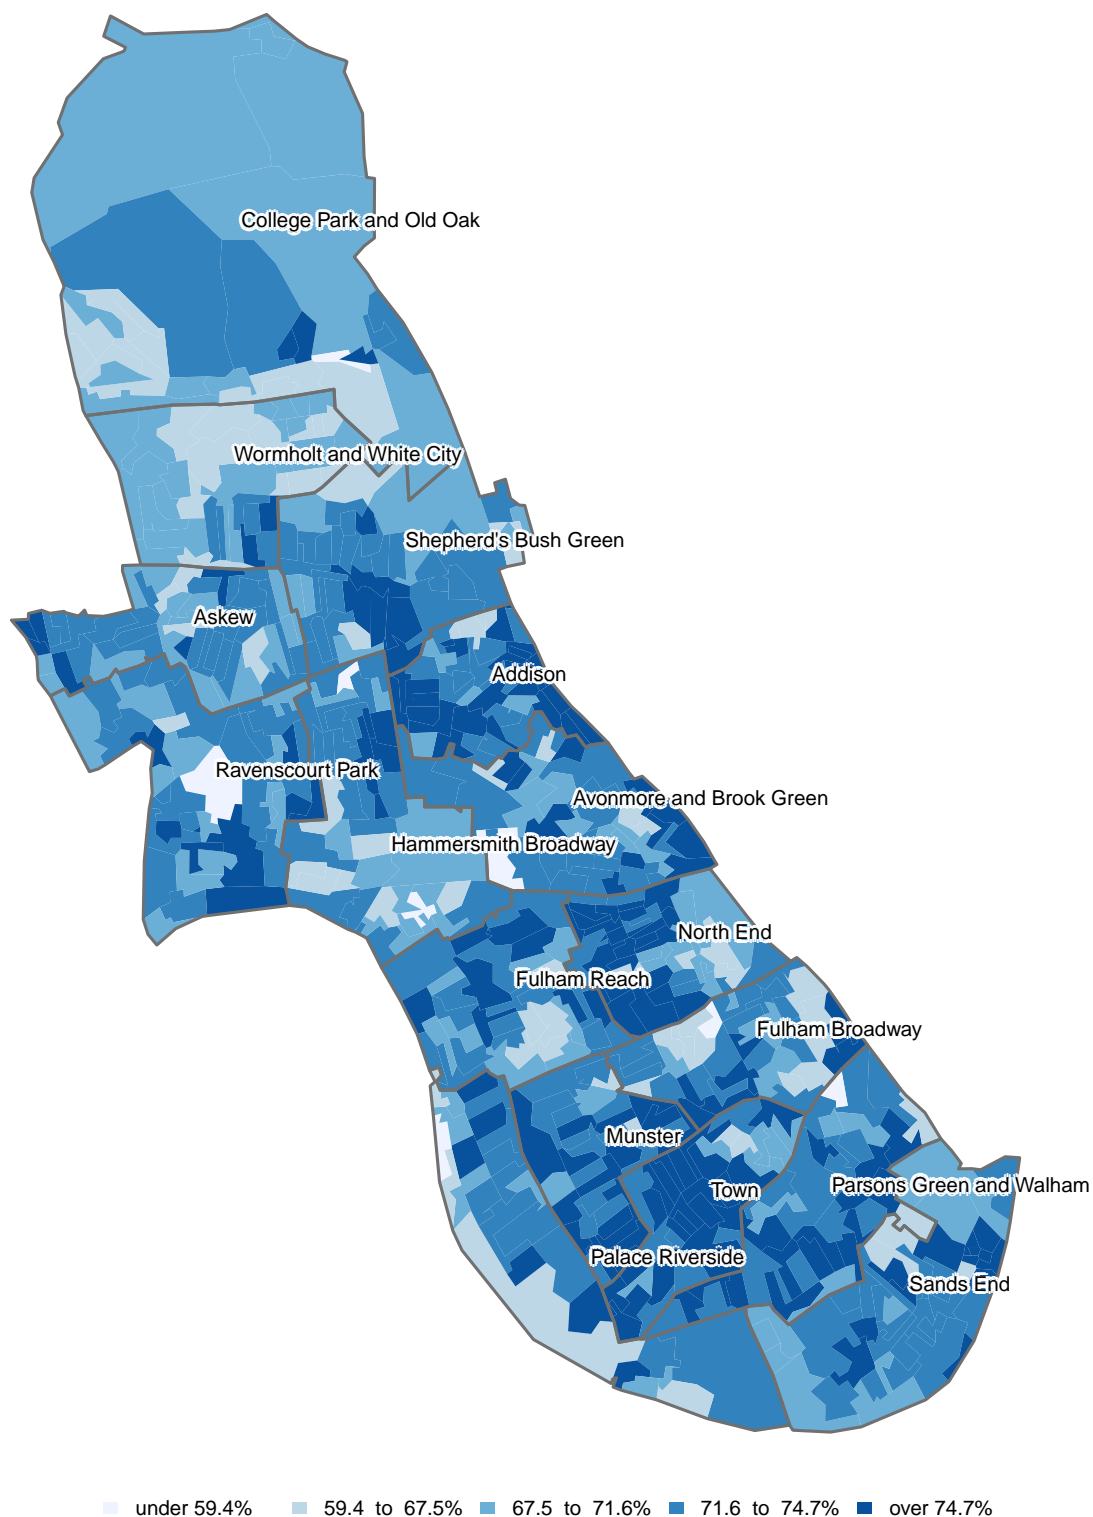 College Park and Old Oak
Wormholt and White City
Shepherd's Bush Green
Askew
Addison
Ravenscourt Park
Avonmore and Brook Green
Hammersmith Broadway
North End
Fulham Reach
Fulham Broadway
Munster
Parsons Green and Walham
Town
Palace Riverside
Sands End
under 59.4% 59.4 to 67.5% 67.5 to 71.6% 71.6 to 74.7% over 74.7%